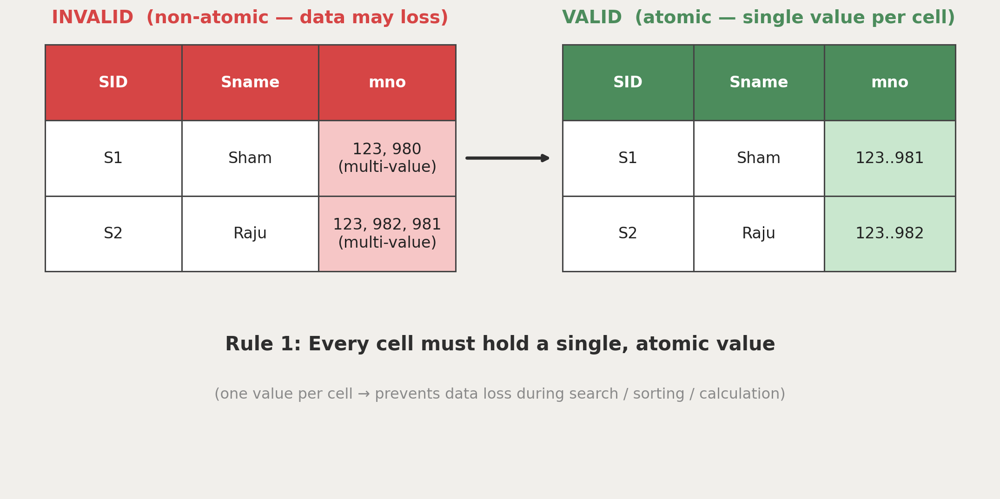 INVALID (non-atomic — data may loss)
SID Sname mno
S1 Sham 123, 980
(multi-value)
S2 Raju 123, 982, 981
(multi-value)
VALID (atomic — single value per cell)
SID Sname mno
S1 Sham 123..981
S2 Raju 123..982
Rule 1: Every cell must hold a single, atomic value
(one value per cell → prevents data loss during search / sorting / calculation)